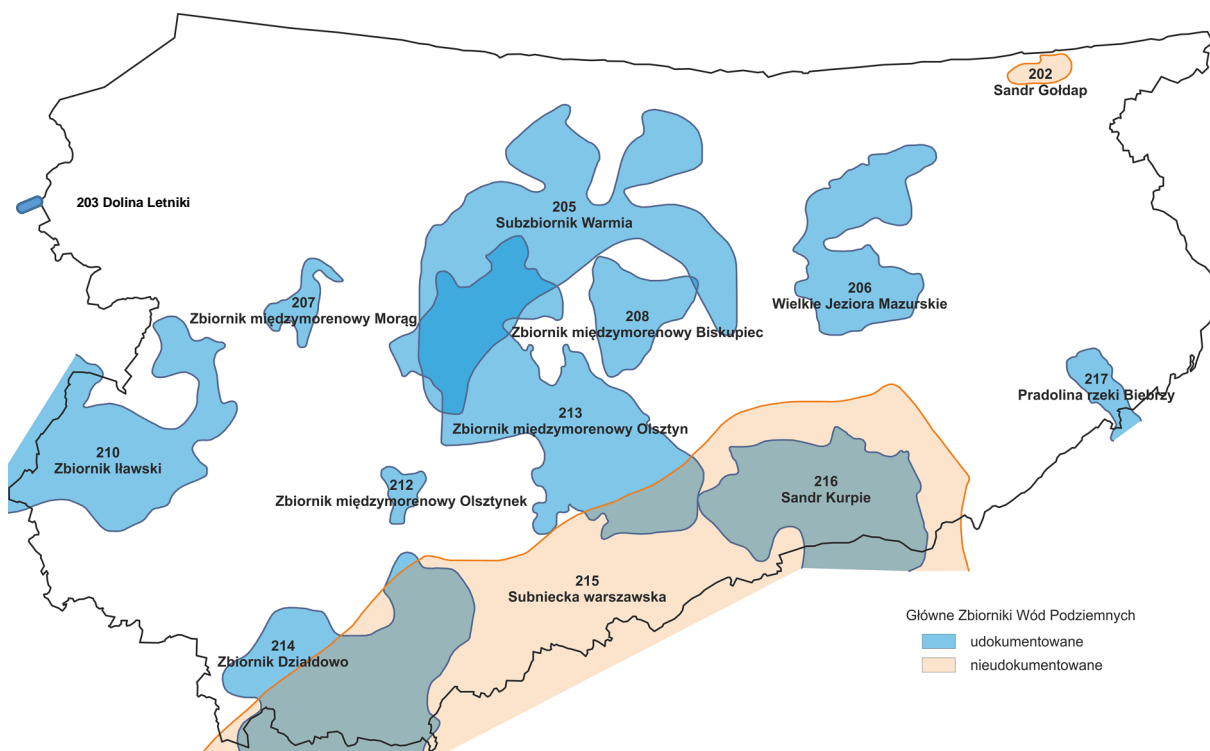 202
Sandr Gołdap
203 Dolina Letniki
205
Subzbiornik Warmia
206
Wielkie Jeziora Mazurskie
207
Zbiornik międzymorenowy Morąg
208
Zbiornik międzymorenowy Biskupiec
217
Pradolina rzeki Biebrzy
213
Zbiornik międzymorenowy Olsztyn
210
Zbiornik Iławski
212
Zbiornik międzymorenowy Olsztynek
216
Sandr Kurpie
215
Subniecka warszawska
214
Zbiornik Działdowo
Główne Zbiorniki Wód Podziemnych
udokumentowane
nieudokumentowane